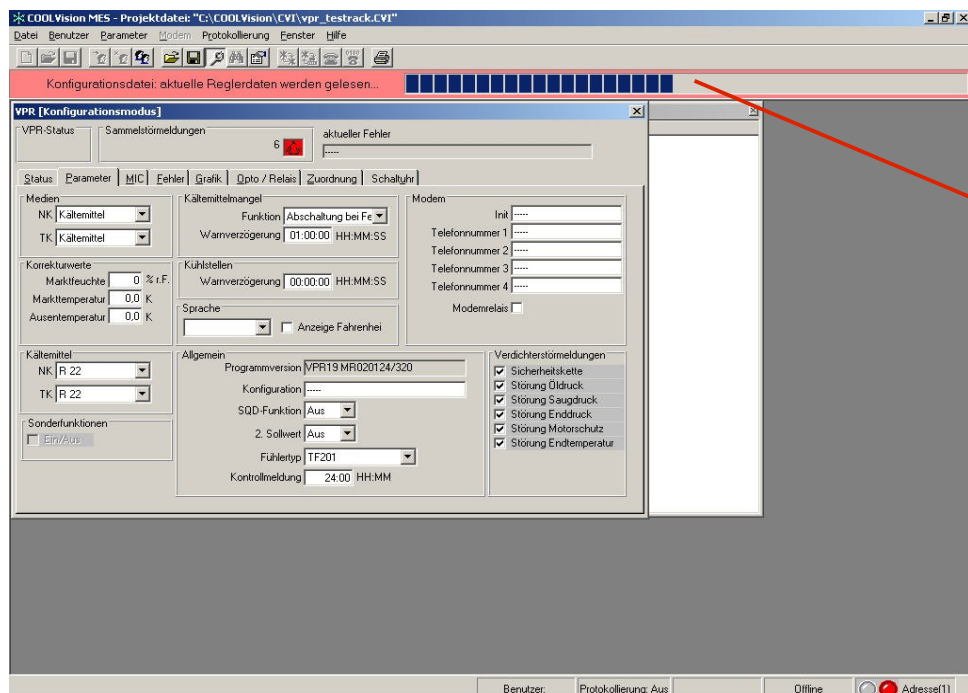 COOLVision MES - Projektdatei: "C:\COOLVision\CVI\vpr_testrack.CVI"
Datei Benutzer Parameter Modem Protokollierung Fenster Hilfe
Konfigurationsdatei: aktuelle Reglerdaten werden gelesen...
VPR [Konfigurationsmodus]
VPR-Status
Sammelstörmeldungen
6
aktueller Fehler
-----
Status Parameter MIC Fehler Grafik Opto / Relais Zuordnung Schaltuhr
Medien
NK Kältemittel
TK Kältemittel
Korrekturwerte
Marktfeuchte 0 % r.F.
Markttemperatur 0,0 K
Ausentemperatur 0,0 K
Kältemittel
NK R 22
TK R 22
Sonderfunktionen
Ein/Aus
Kältemittelmangel
Funktion Abschaltung bei Fe
Warnverzögerung 01:00:00 HH:MM:SS
Kühlstellen
Warnverzögerung 00:00:00 HH:MM:SS
Sprache
Anzeige Fahrenhei
Modem
Init -----
Telefonnummer 1 -----
Telefonnummer 2 -----
Telefonnummer 3 -----
Telefonnummer 4 -----
Modemrelais
Allgemein
Programmversion VPR19 MR020124/320
Konfiguration -----
SQD-Funktion Aus
2. Sollwert Aus
Fühlertyp TF201
Kontrollmeldung 24:00 HH:MM
Verdichterstörmeldungen
Sicherheitskette
Störung Öldruck
Störung Saugdruck
Störung Enddruck
Störung Motorschutz
Störung Endtemperatur
Benutzer: Protokollierung: Aus Offline Adresse(1)